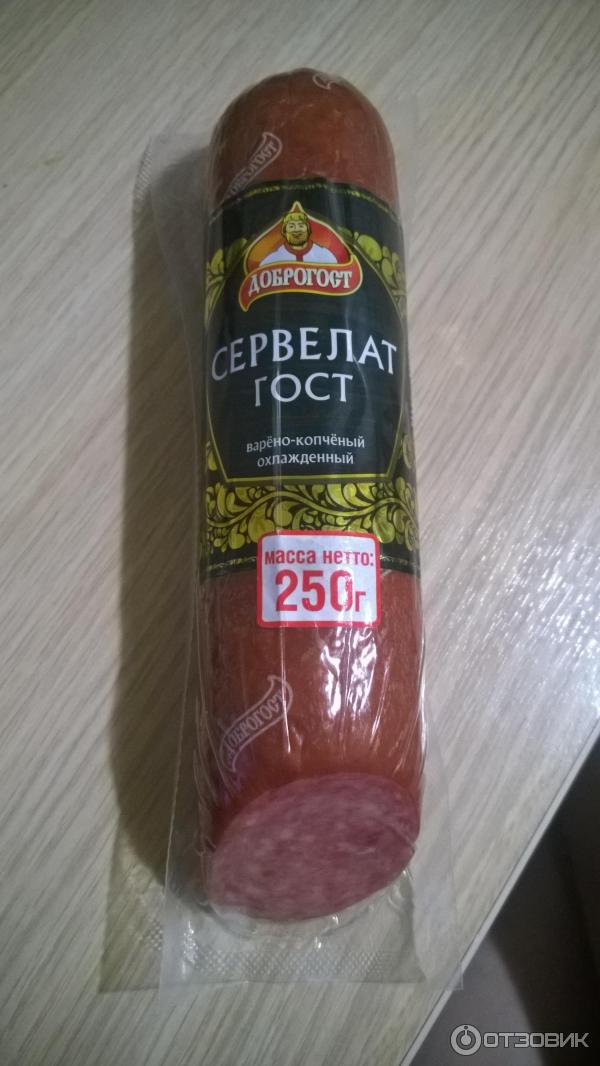 ДОБРОГОСТ
ДОБРОГОСТ
СЕРВЕЛАТ
ГОСТ
варёно-копчёный
охлажденный
масса нетто:
250г
ДОБРОГОСТ
ОТЗОВИК